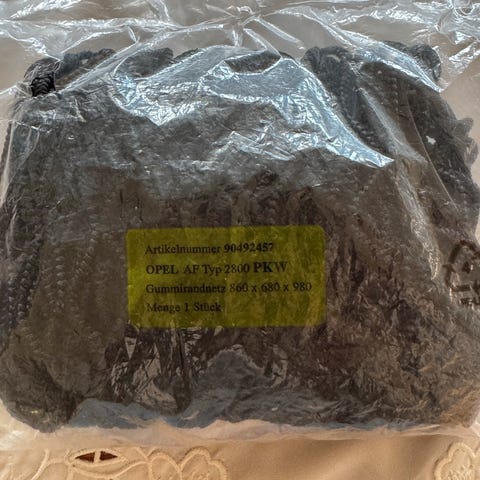 Artikelnummer 90492457
OPEL AF Typ 2800 PKW
Gummirandnetz 860 x 680 x 980
Menge 1 Stück